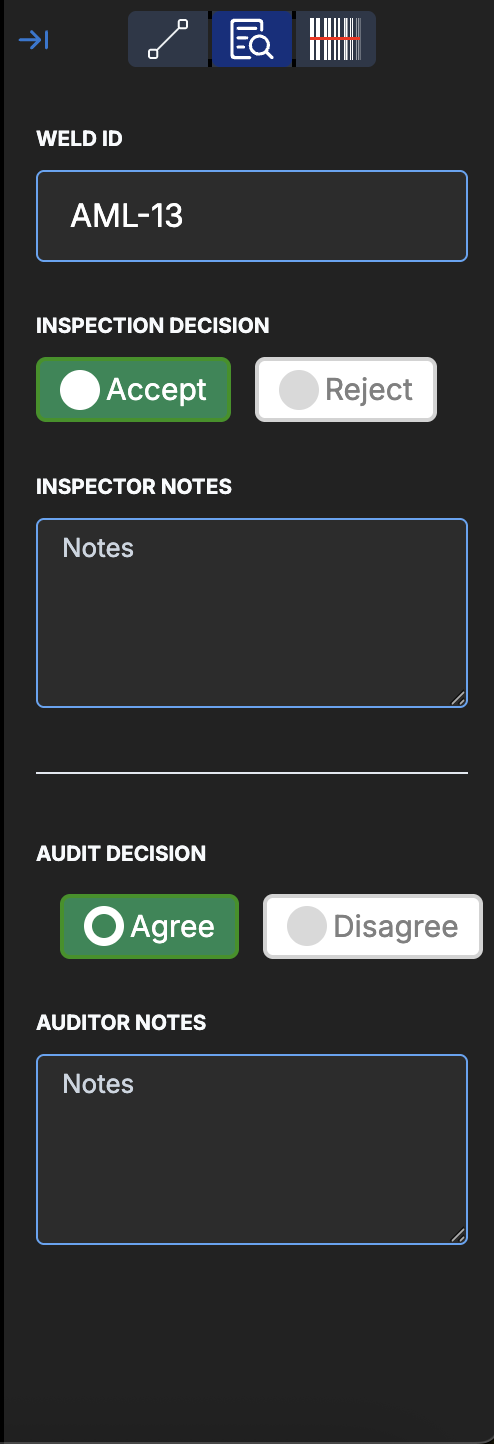 WELD ID
AML-13
INSPECTION DECISION
Accept Reject
INSPECTOR NOTES
Notes
AUDIT DECISION
Agree Disagree
AUDITOR NOTES
Notes